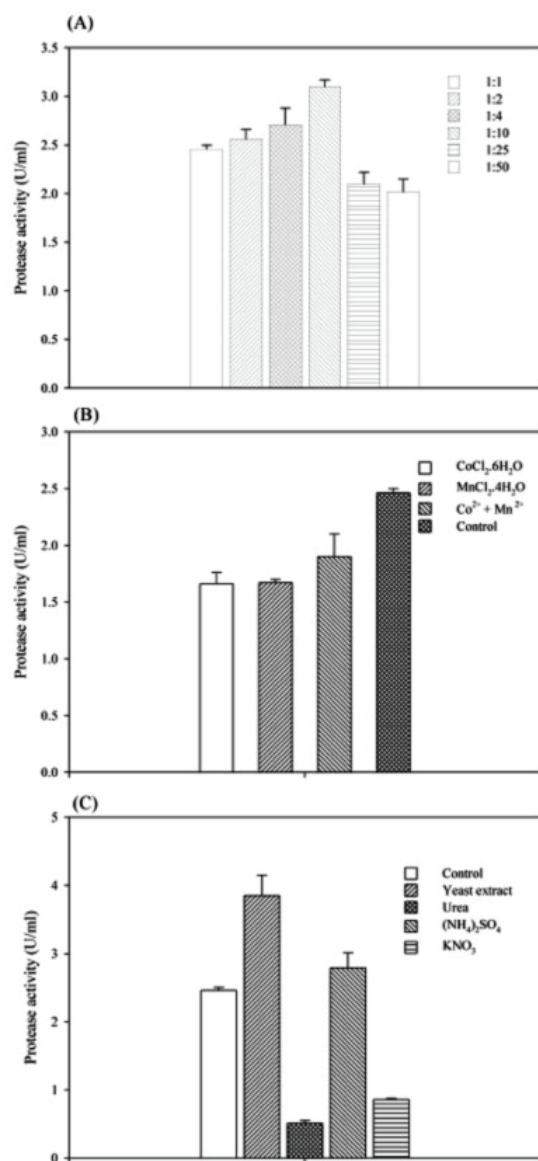 (A)
3.5
3.0
2.5
2.0
1.5
1.0
0.5
0.0
Protease activity (U/ml)
1:1
1:2
1:4
1:10
1:25
1:50
(B)
3.0
2.5
2.0
1.5
1.0
0.5
0.0
Protease activity (U/ml)
CoCl₂.6H₂O
MnCl₂.4H₂O
Co²⁺ + Mn²⁺
Control
(C)
5
4
3
2
1
0
Protease activity (U/ml)
Control
Yeast extract
Urea
(NH₄)₂SO₄
KNO₃